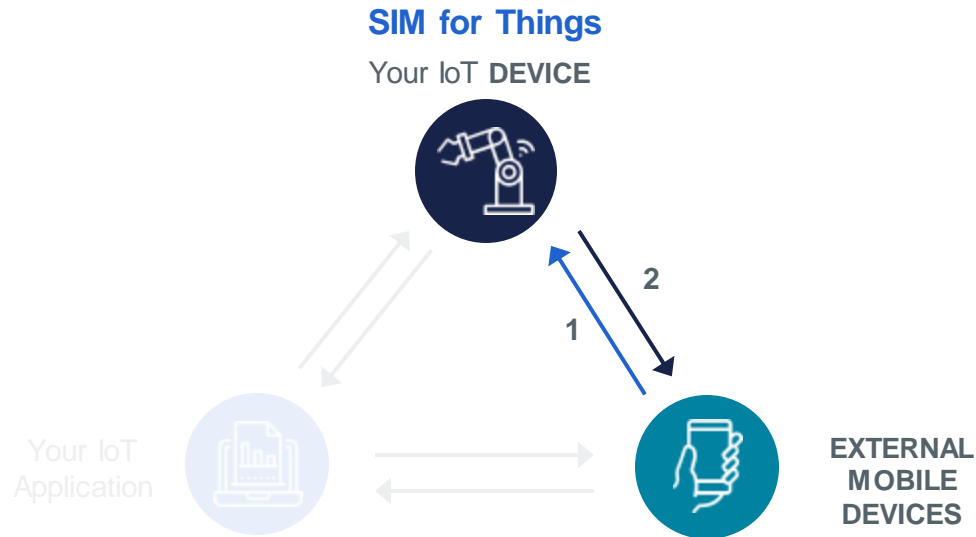 SIM for Things
Your IoT DEVICE
2
1
Your IoT
Application
EXTERNAL
MOBILE
DEVICES